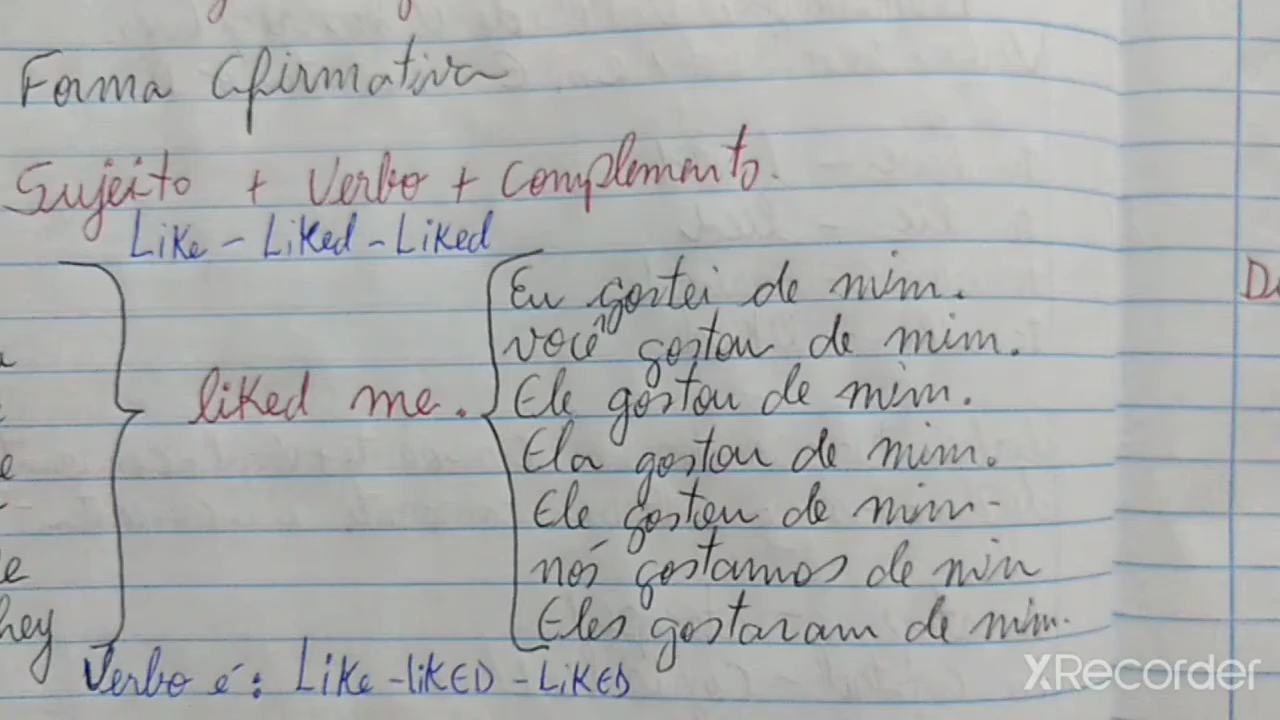 Forma Afirmativa
Sujeito + Verbo + Complemento.
Like - Liked - Liked
Eu gostei de mim.
você gostou de mim.
liked me. Ele gostou de mim.
Ela gostou de mim.
Ele gostou de mim-
nós gostamos de min
hey Eles gostaram de mim.
Verbo é: Like - likED - LikED
XRecorder